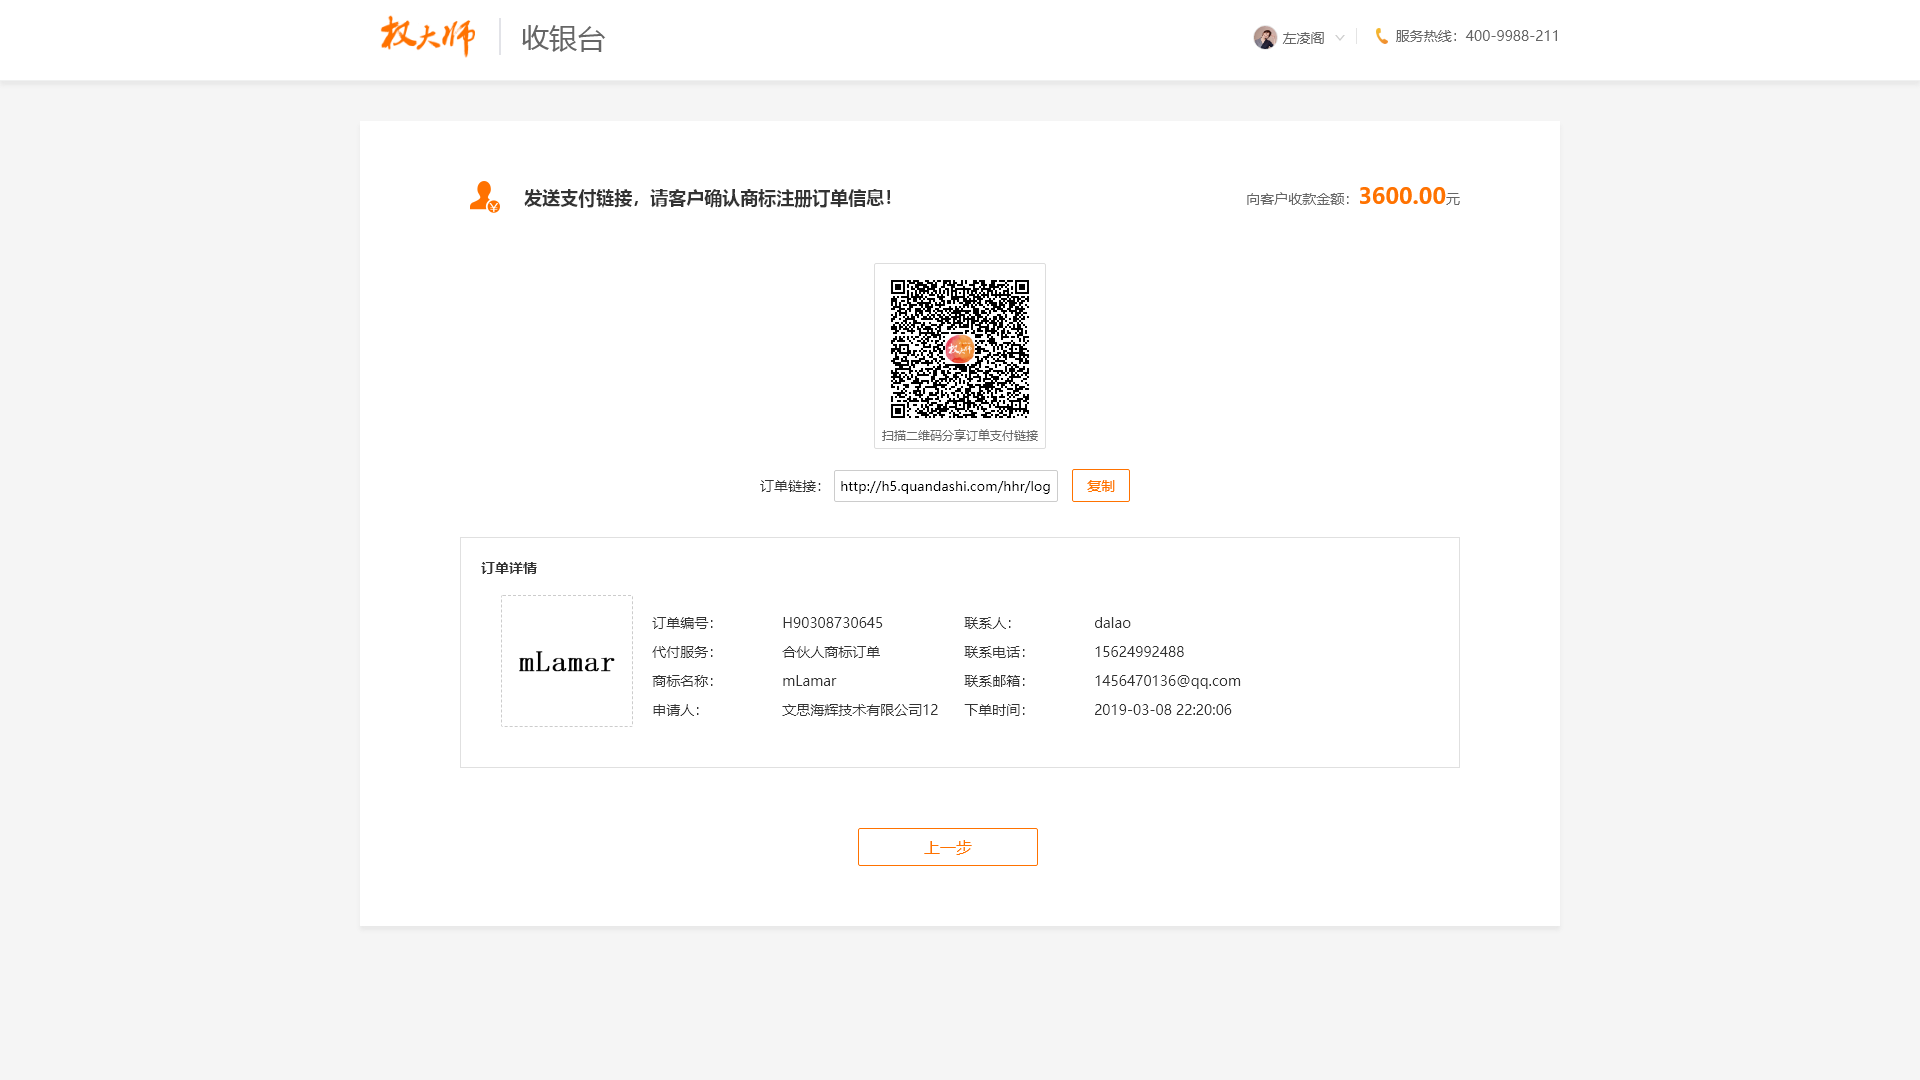 权大师 收银台 左凌阁 服务热线：400-9988-211
发送支付链接，请客户确认商标注册订单信息！ 向客户收款金额：3600.00元
权大师
扫描二维码分享订单支付链接
订单链接： http://h5.quandashi.com/hhr/log 复制
订单详情
mLamar
订单编号： H90308730645 联系人： dalao
代付服务： 合伙人商标订单 联系电话： 15624992488
商标名称： mLamar 联系邮箱： 1456470136@qq.com
申请人： 文思海辉技术有限公司12 下单时间： 2019-03-08 22:20:06
上一步